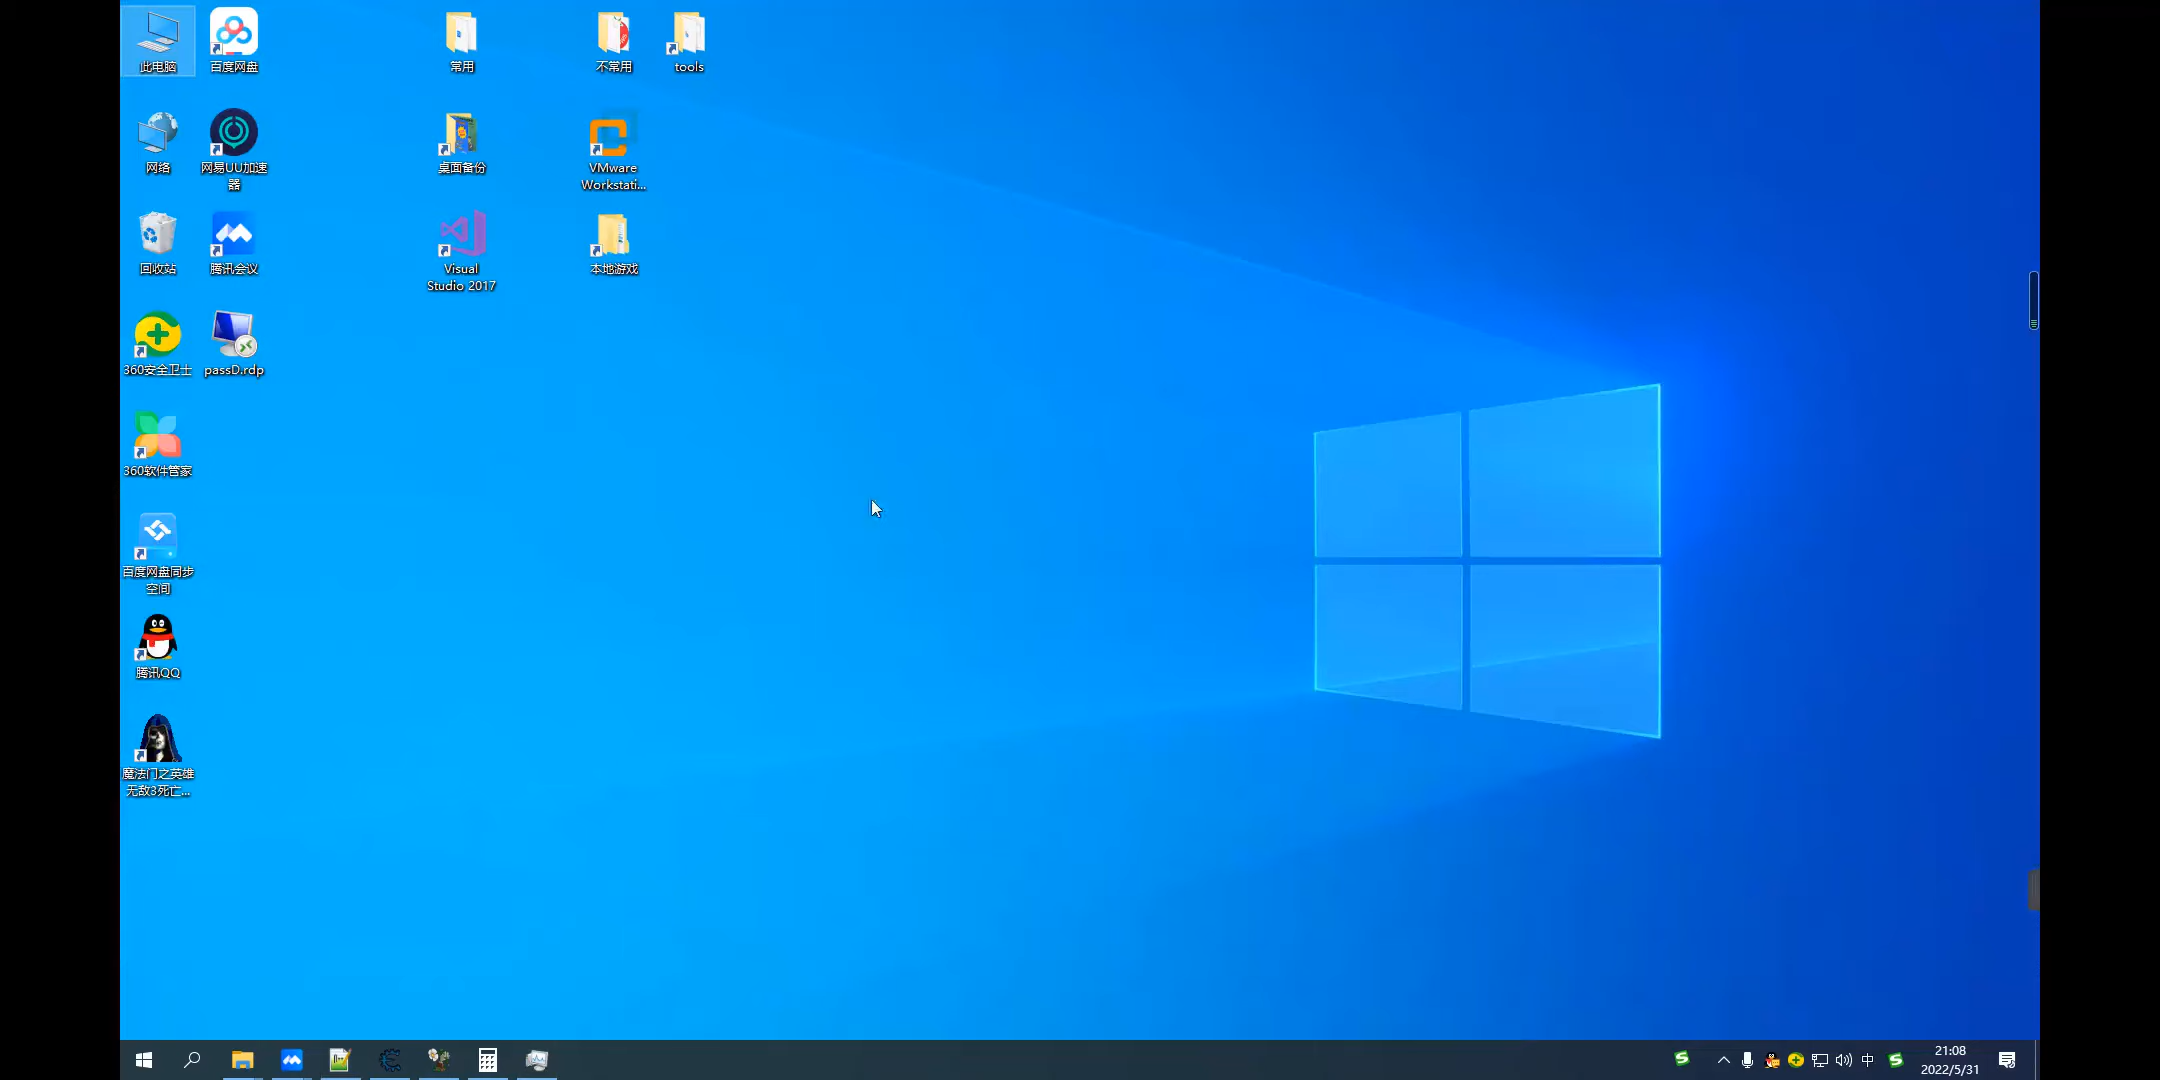 此电脑
百度网盘
常用
不常用
tools
网络
网易UU加速
器
桌面备份
VMware
Workstati...
回收站
腾讯会议
Visual
Studio 2017
本地游戏
360安全卫士
passD.rdp
360软件管家
百度网盘同步
空间
腾讯QQ
魔法门之英雄
无敌3死亡...
中
21:08
2022/5/31